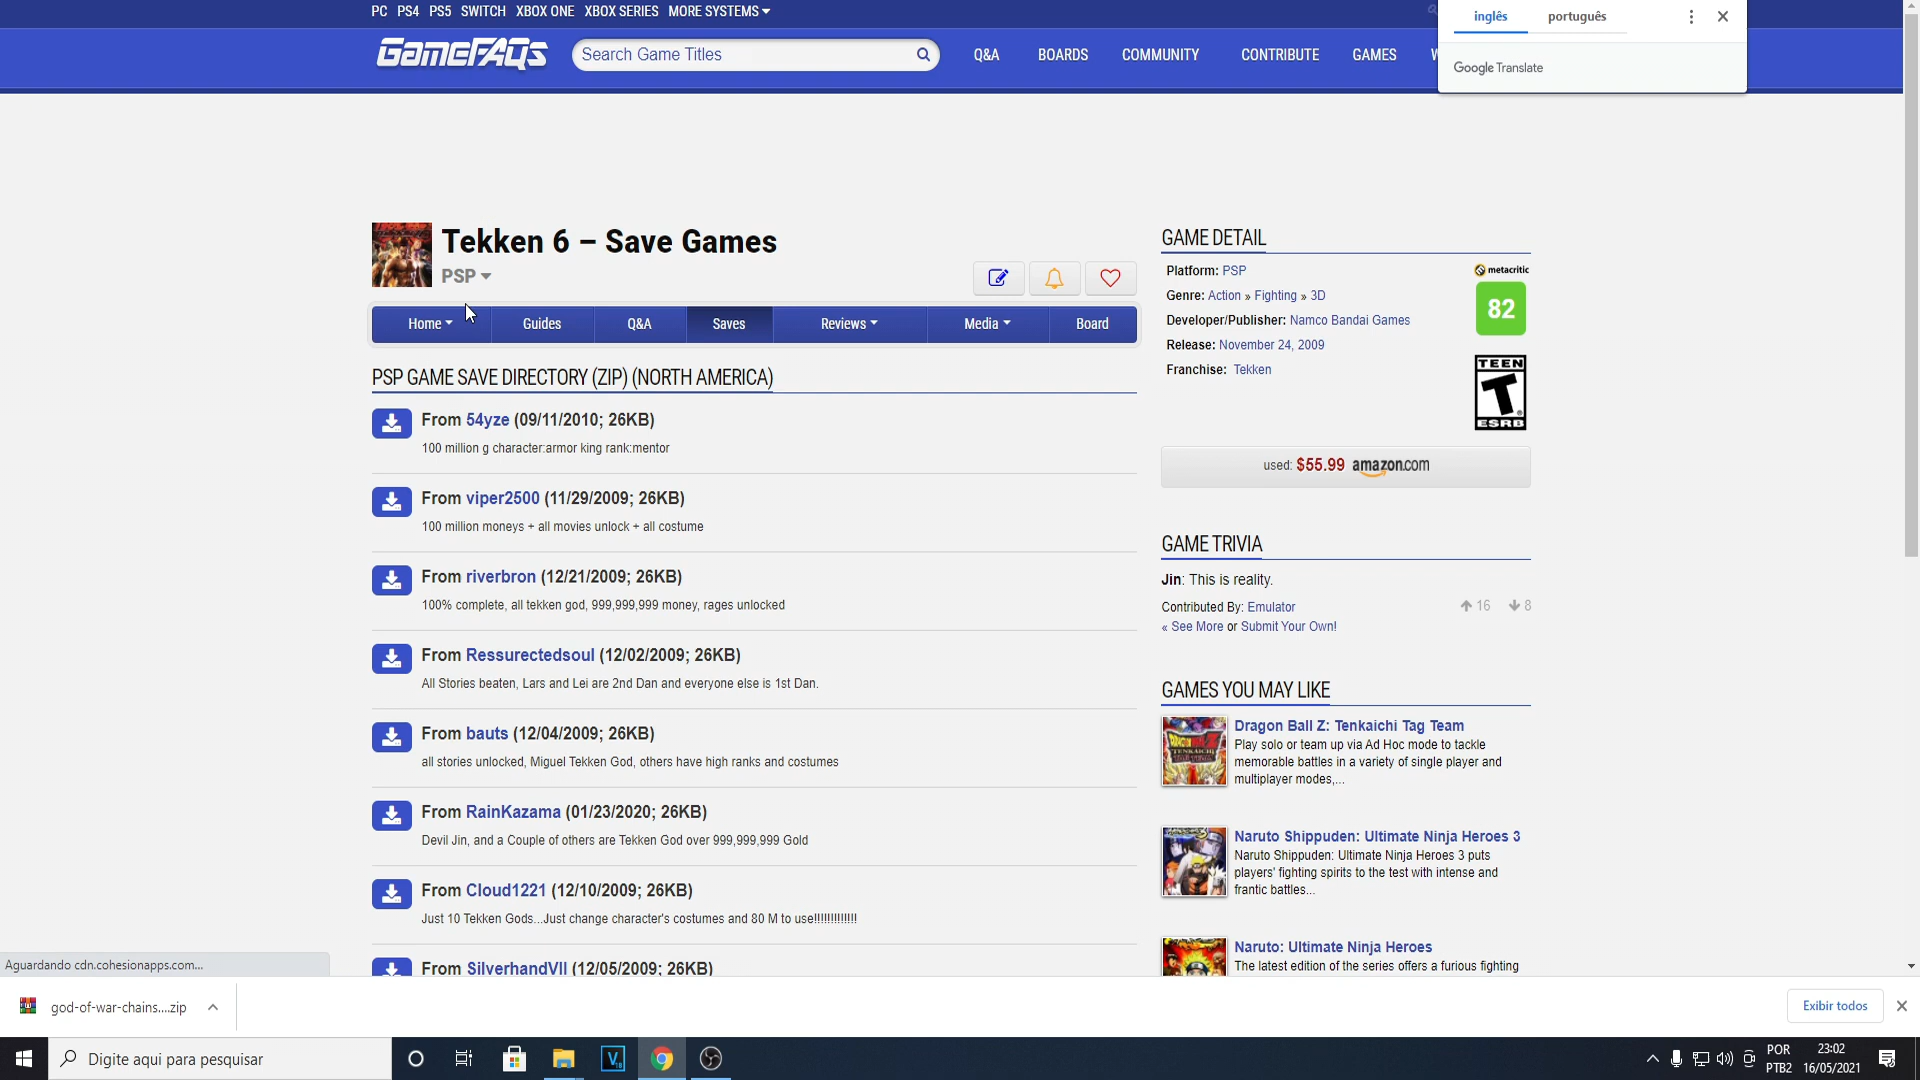 PC PS4 PS5 SWITCH XBOX ONE XBOX SERIES MORE SYSTEMS
GameFAQs
Search Game Titles
Q&A BOARDS COMMUNITY CONTRIBUTE GAMES
inglês português
Google Translate
Tekken 6 – Save Games
PSP
Home Guides Q&A Saves Reviews Media Board
PSP GAME SAVE DIRECTORY (ZIP) (NORTH AMERICA)
From 54yze (09/11/2010; 26KB)
100 million g character:armor king rank:mentor
From viper2500 (11/29/2009; 26KB)
100 million moneys + all movies unlock + all costume
From riverbron (12/21/2009; 26KB)
100% complete, all tekken god, 999,999,999 money, rages unlocked
From Ressurectedsoul (12/02/2009; 26KB)
All Stories beaten, Lars and Lei are 2nd Dan and everyone else is 1st Dan.
From bauts (12/04/2009; 26KB)
all stories unlocked, Miguel Tekken God, others have high ranks and costumes
From RainKazama (01/23/2020; 26KB)
Devil Jin, and a Couple of others are Tekken God over 999,999,999 Gold
From Cloud1221 (12/10/2009; 26KB)
Just 10 Tekken Gods...Just change character's costumes and 80 M to use!!!!!!!!!!!!!
From SilverhandVII (12/05/2009; 26KB)
GAME DETAIL
Platform: PSP
Genre: Action » Fighting » 3D
Developer/Publisher: Namco Bandai Games
Release: November 24, 2009
Franchise: Tekken
metacritic
82
TEEN
T
ESRB
used: $55.99 amazon.com
GAME TRIVIA
Jin: This is reality.
Contributed By: Emulator
16 8
« See More or Submit Your Own!
GAMES YOU MAY LIKE
Dragon Ball Z: Tenkaichi Tag Team
Play solo or team up via Ad Hoc mode to tackle
memorable battles in a variety of single player and
multiplayer modes,...
Naruto Shippuden: Ultimate Ninja Heroes 3
Naruto Shippuden: Ultimate Ninja Heroes 3 puts
players' fighting spirits to the test with intense and
frantic battles...
Naruto: Ultimate Ninja Heroes
The latest edition of the series offers a furious fighting
Aguardando cdn.cohesionapps.com...
god-of-war-chains....zip
Exibir todos
Digite aqui para pesquisar
POR
PTB2
23:02
16/05/2021